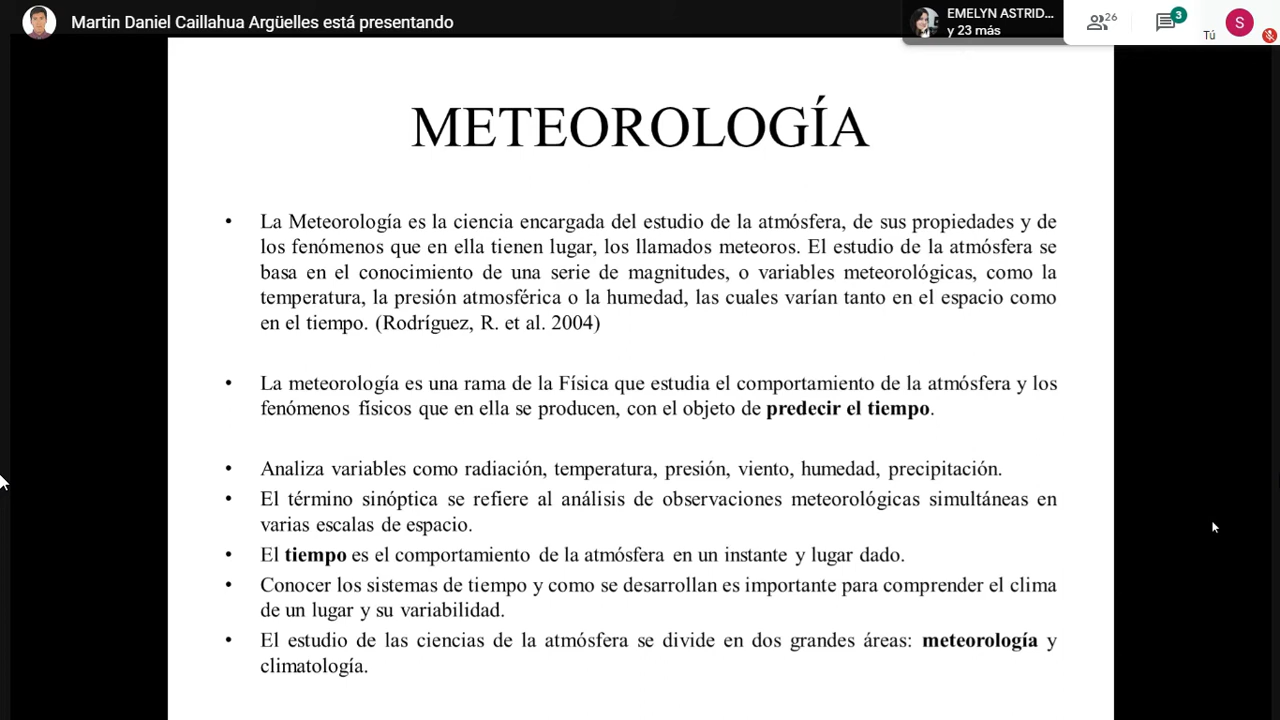 Martin Daniel Caillahua Argüelles está presentando
EMELYN ASTRID...
y 23 más
26
3
Tú
S
METEOROLOGÍA
• La Meteorología es la ciencia encargada del estudio de la atmósfera, de sus propiedades y de
los fenómenos que en ella tienen lugar, los llamados meteoros. El estudio de la atmósfera se
basa en el conocimiento de una serie de magnitudes, o variables meteorológicas, como la
temperatura, la presión atmosférica o la humedad, las cuales varían tanto en el espacio como
en el tiempo. (Rodríguez, R. et al. 2004)
• La meteorología es una rama de la Física que estudia el comportamiento de la atmósfera y los
fenómenos físicos que en ella se producen, con el objeto de predecir el tiempo.
• Analiza variables como radiación, temperatura, presión, viento, humedad, precipitación.
• El término sinóptica se refiere al análisis de observaciones meteorológicas simultáneas en
varias escalas de espacio.
• El tiempo es el comportamiento de la atmósfera en un instante y lugar dado.
• Conocer los sistemas de tiempo y como se desarrollan es importante para comprender el clima
de un lugar y su variabilidad.
• El estudio de las ciencias de la atmósfera se divide en dos grandes áreas: meteorología y
climatología.